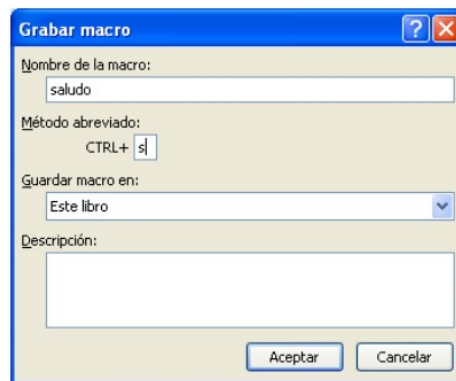 Grabar macro
Nombre de la macro:
saludo
Método abreviado:
CTRL+ s
Guardar macro en:
Este libro
Descripción:
Aceptar Cancelar